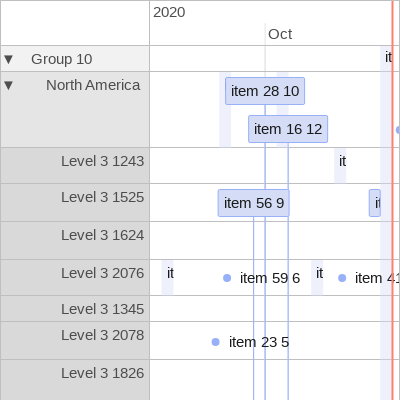 2020
Oct
▼ Group 10 it
▼ North America item 28 10
item 16 12
Level 3 1243 it
Level 3 1525 item 56 9 it
Level 3 1624
Level 3 2076 it item 59 6 it item 41
Level 3 1345
Level 3 2078 item 23 5
Level 3 1826